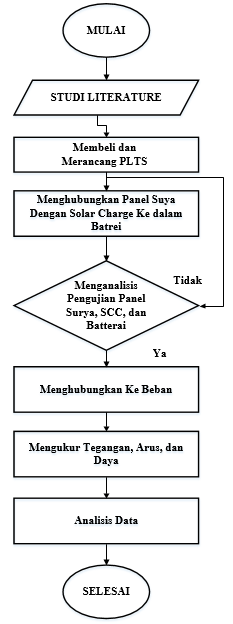 MULAI
STUDI LITERATURE
Membeli dan
Merancang PLTS
Menghubungkan Panel Suya
Dengan Solar Charge Ke dalam
Batrei
Menganalisis
Pengujian Panel
Surya, SCC, dan
Batterai
Tidak
Ya
Menghubungkan Ke Beban
Mengukur Tegangan, Arus, dan
Daya
Analisis Data
SELESAI